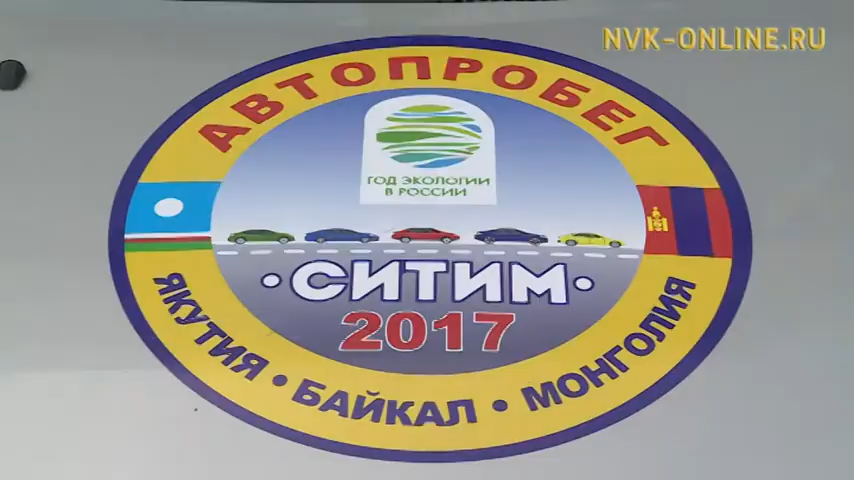 NVK-ONLINE.RU
АВТОПРОБЕГ
ГОД ЭКОЛОГИИ
В РОССИИ
•СИТИМ•
2017
ЯКУТИЯ • БАЙКАЛ • МОНГОЛИЯ